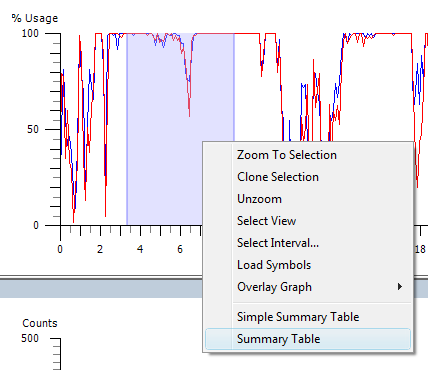 % Usage
100
50
0
0 2 4 6 18
Zoom To Selection
Clone Selection
Unzoom
Select View
Select Interval...
Load Symbols
Overlay Graph
Simple Summary Table
Summary Table
Counts
500